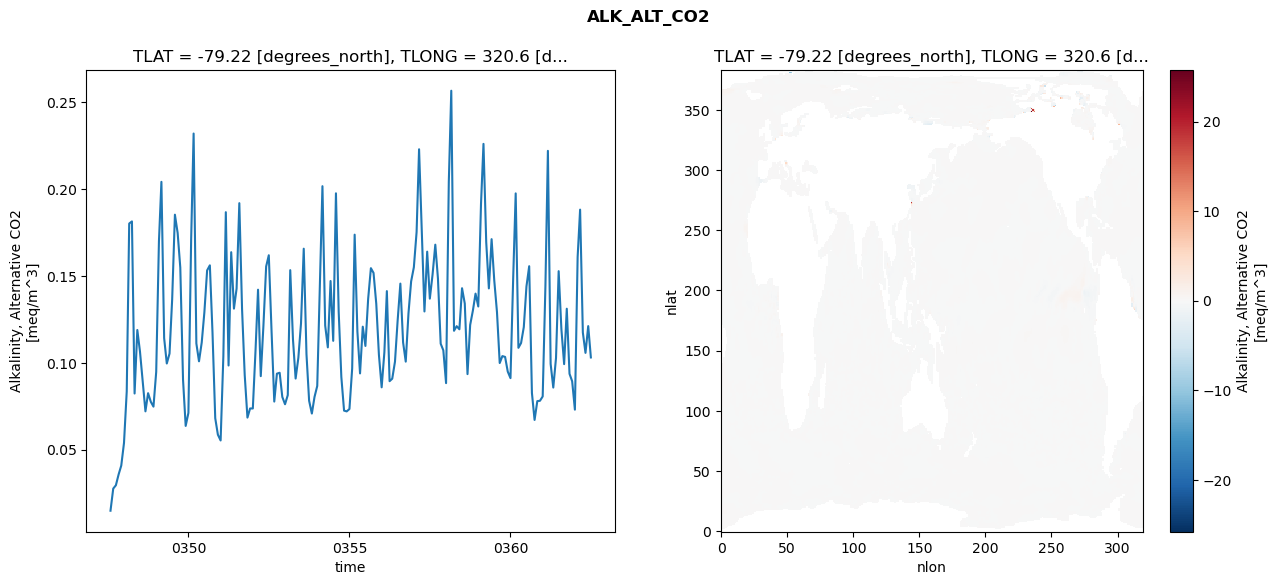 ALK_ALT_CO2
TLAT = -79.22 [degrees_north], TLONG = 320.6 [d...
0.25
0.20
0.15
0.10
0.05
Alkalinity, Alternative CO2
[meq/m^3]
0350
0355
0360
time
TLAT = -79.22 [degrees_north], TLONG = 320.6 [d...
350
300
250
200
150
100
50
0
nlat
0
50
100
150
200
250
300
nlon
20
10
0
−10
−20
Alkalinity, Alternative CO2
[meq/m^3]